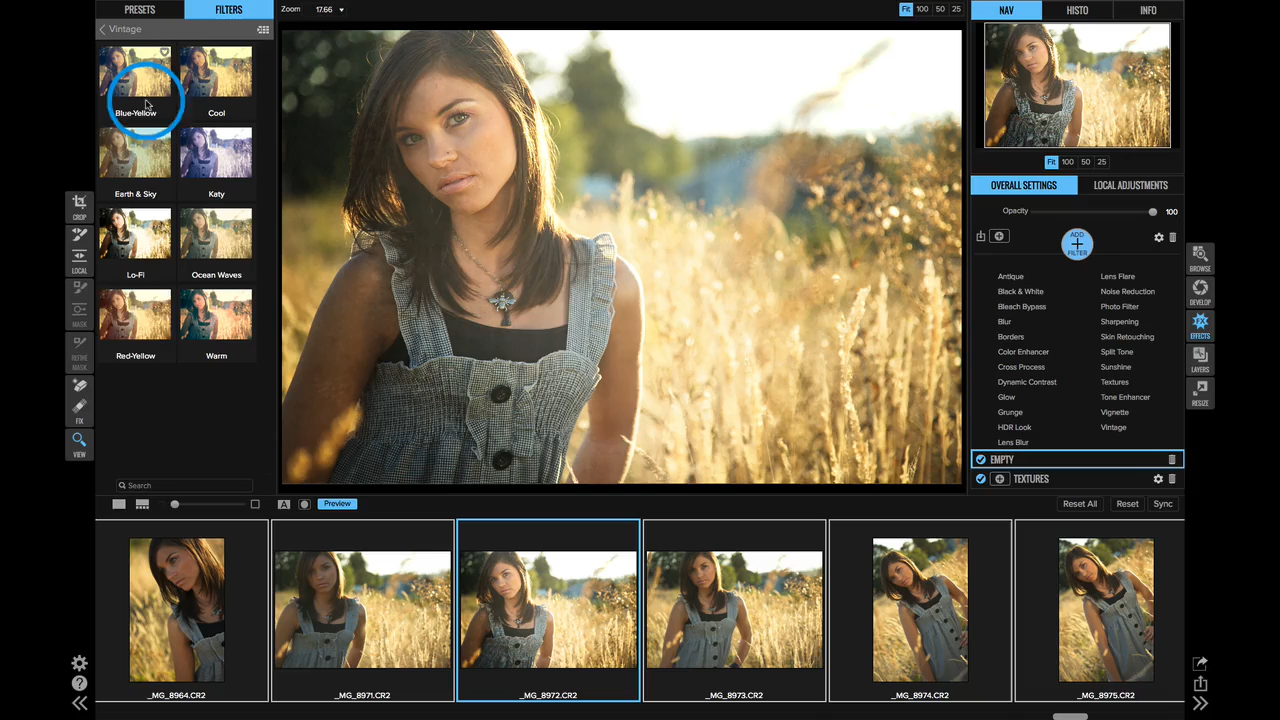 PRESETS
FILTERS
Vintage
Blue-Yellow
Cool
Earth & Sky
Katy
Lo-Fi
Ocean Waves
Red-Yellow
Warm
Search
CROP
LOCAL
MASK
REFINE
MASK
FIX
VIEW
Zoom 17.66
Fit 100 50 25
A
Preview
NAV
HISTO
INFO
Fit 100 50 25
OVERALL SETTINGS
LOCAL ADJUSTMENTS
Opacity 100
ADD
FILTER
Antique
Black & White
Bleach Bypass
Blur
Borders
Color Enhancer
Cross Process
Dynamic Contrast
Glow
Grunge
HDR Look
Lens Blur
Lens Flare
Noise Reduction
Photo Filter
Sharpening
Skin Retouching
Split Tone
Sunshine
Textures
Tone Enhancer
Vignette
Vintage
EMPTY
TEXTURES
Reset All
Reset
Sync
BROWSE
DEVELOP
FX
EFFECTS
LAYERS
RESIZE
_MG_8964.CR2
_MG_8971.CR2
_MG_8972.CR2
_MG_8973.CR2
_MG_8974.CR2
_MG_8975.CR2